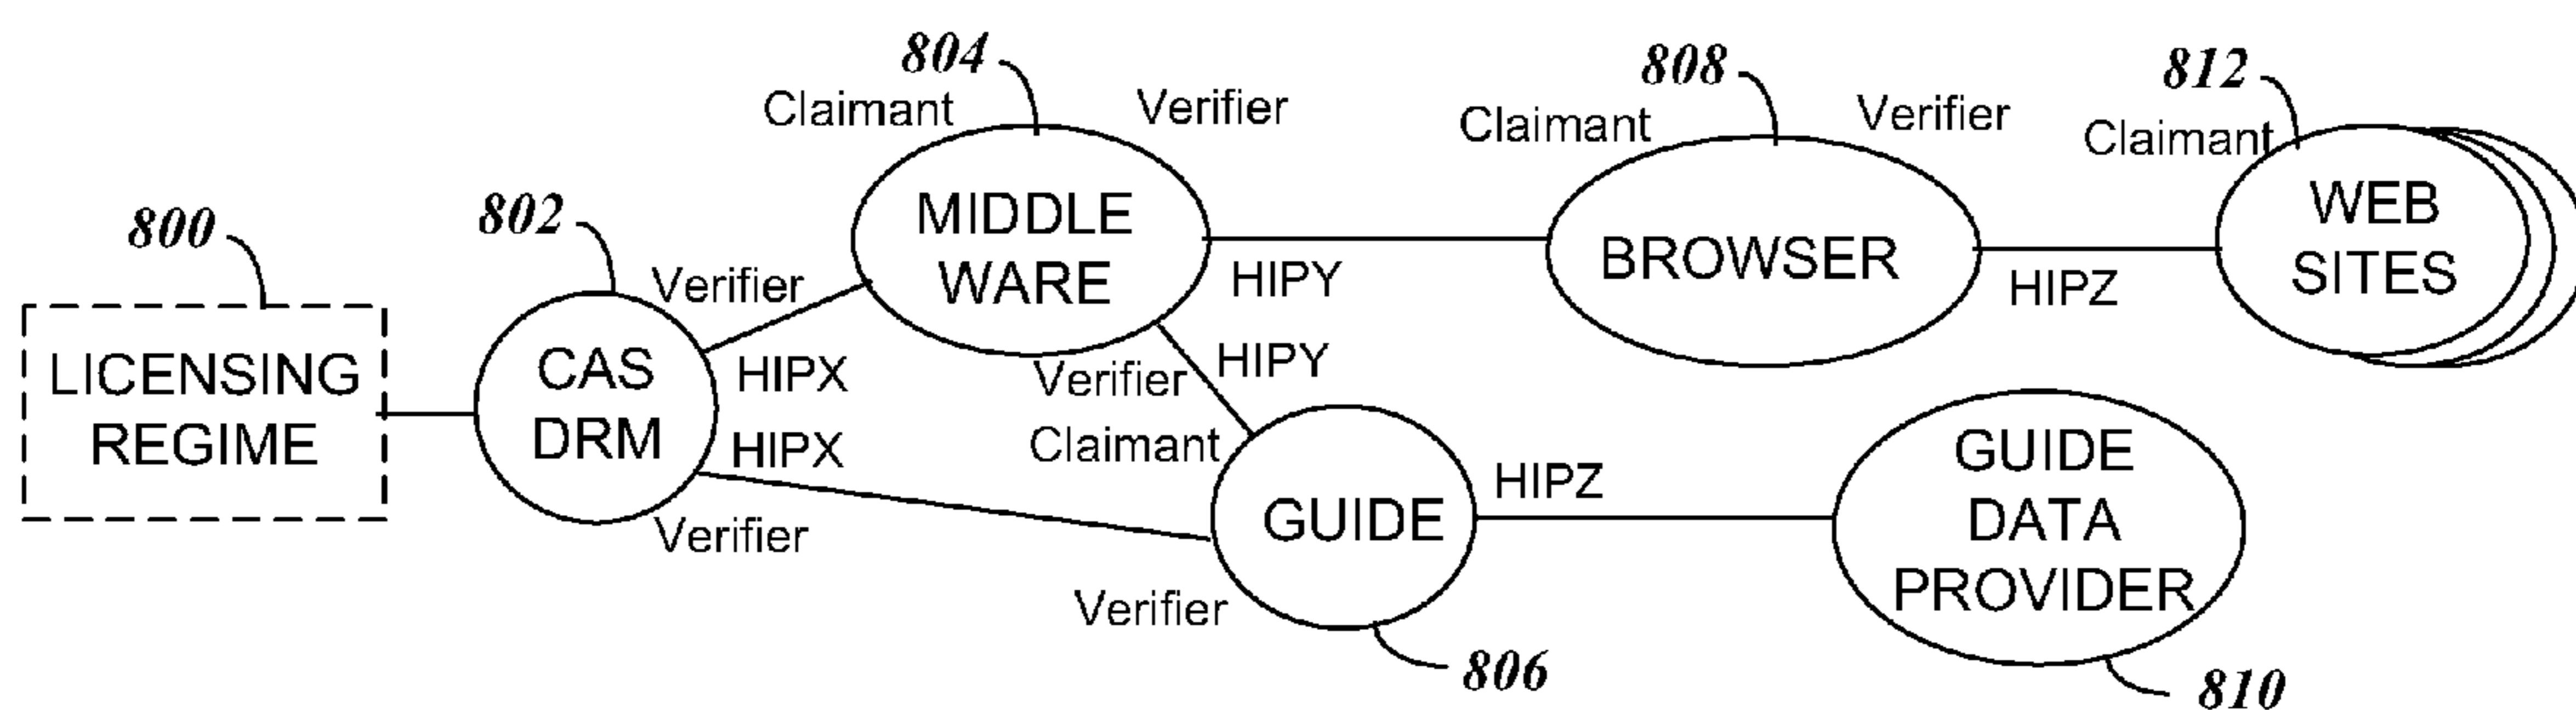 804
808
812
Claimant
Verifier
Claimant
Verifier
Claimant
800
802
MIDDLE
WARE
WEB
SITES
BROWSER
Verifier
HIPY
HIPZ
LICENSING
REGIME
CAS
DRM
HIPX
HIPY
Verifier
HIPX
Claimant
GUIDE
DATA
PROVIDER
HIPZ
GUIDE
Verifier
Verifier
806
810